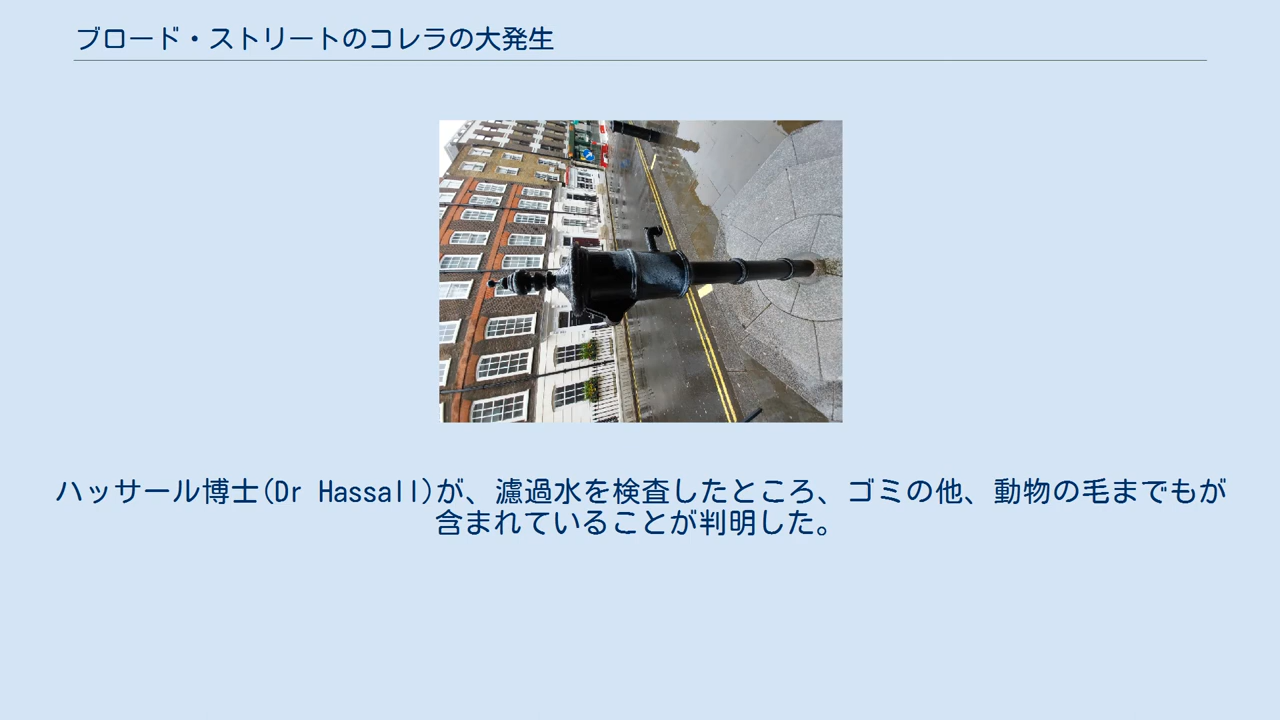 ブロード・ストリートのコレラの大発生
ハッサール博士(Dr Hassall)が、濾過水を検査したところ、ゴミの他、動物の毛までもが
含まれていることが判明した。